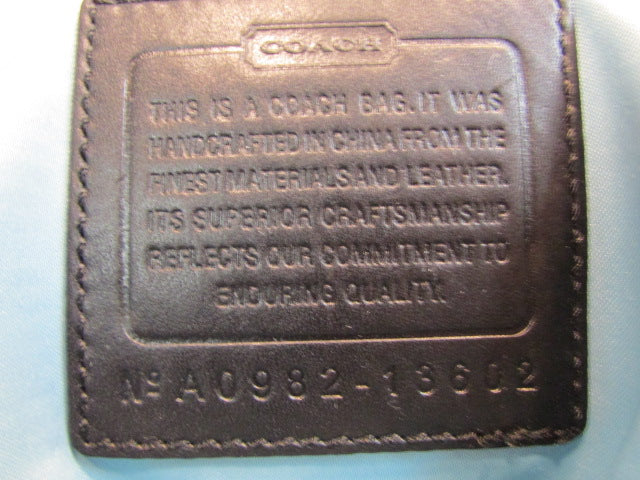 COACH
THIS IS A COACH BAG. IT WAS
HANDCRAFTED IN CHINA FROM THE
FINEST MATERIALS AND LEATHER.
ITS SUPERIOR CRAFTSMANSHIP
REFLECTS OUR COMMITMENT TO
ENDURING QUALITY.
Nº A0982-13602